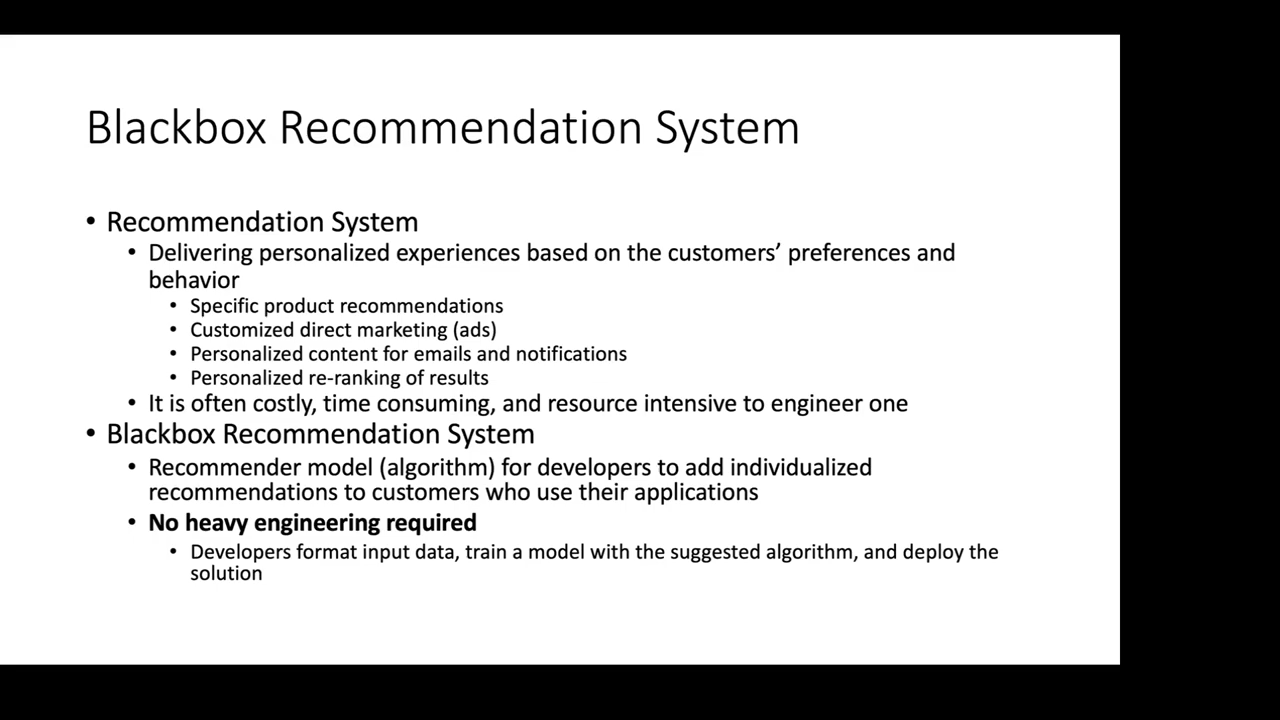 Blackbox Recommendation System
• Recommendation System
• Delivering personalized experiences based on the customers’ preferences and
behavior
• Specific product recommendations
• Customized direct marketing (ads)
• Personalized content for emails and notifications
• Personalized re-ranking of results
• It is often costly, time consuming, and resource intensive to engineer one
• Blackbox Recommendation System
• Recommender model (algorithm) for developers to add individualized
recommendations to customers who use their applications
• No heavy engineering required
• Developers format input data, train a model with the suggested algorithm, and deploy the
solution